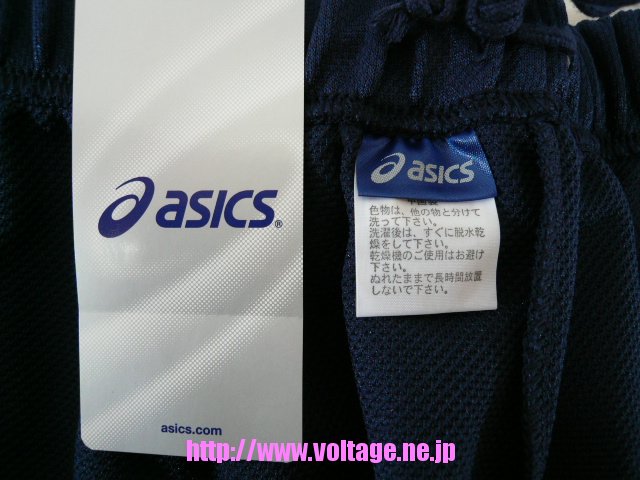 asics
asics
色物は、他の物と分けて
洗って下さい。
洗濯後は、すぐに脱水乾
燥をして下さい。
乾燥機のご使用はお避け
下さい。
ぬれたままで長時間放置
しないで下さい。
asics.com
http://www.voltage.ne.jp